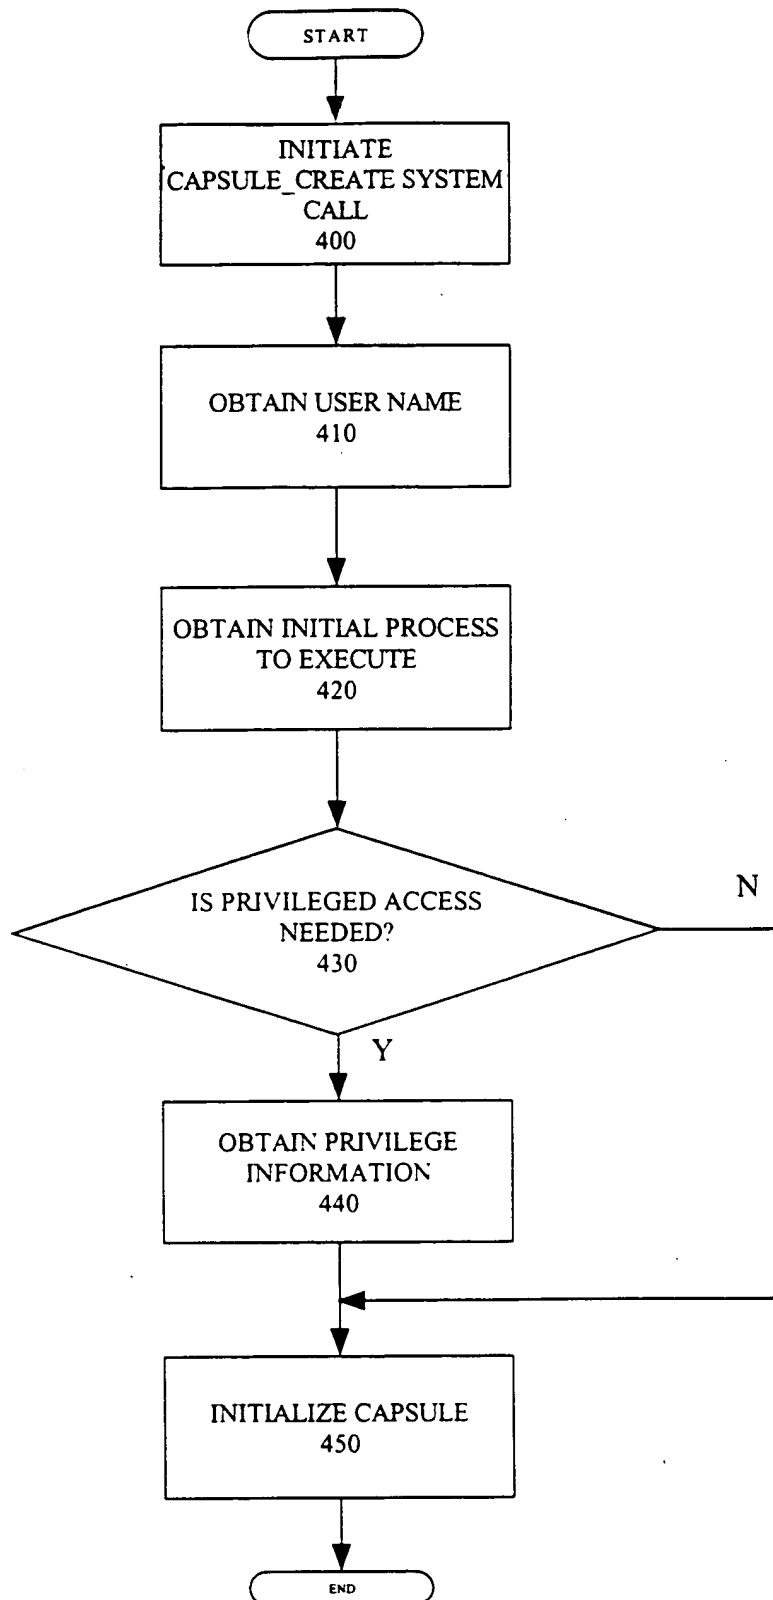 START
INITIATE
CAPSULE_CREATE SYSTEM
CALL
400
OBTAIN USER NAME
410
OBTAIN INITIAL PROCESS
TO EXECUTE
420
IS PRIVILEGED ACCESS
NEEDED?
430
N
Y
OBTAIN PRIVILEGE
INFORMATION
440
INITIALIZE CAPSULE
450
END